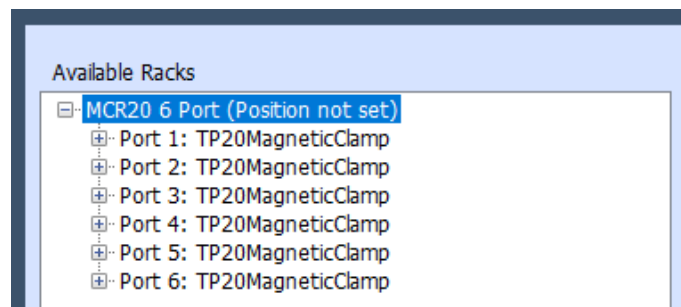 Available Racks
MCR20 6 Port (Position not set)
Port 1: TP20MagneticClamp
Port 2: TP20MagneticClamp
Port 3: TP20MagneticClamp
Port 4: TP20MagneticClamp
Port 5: TP20MagneticClamp
Port 6: TP20MagneticClamp